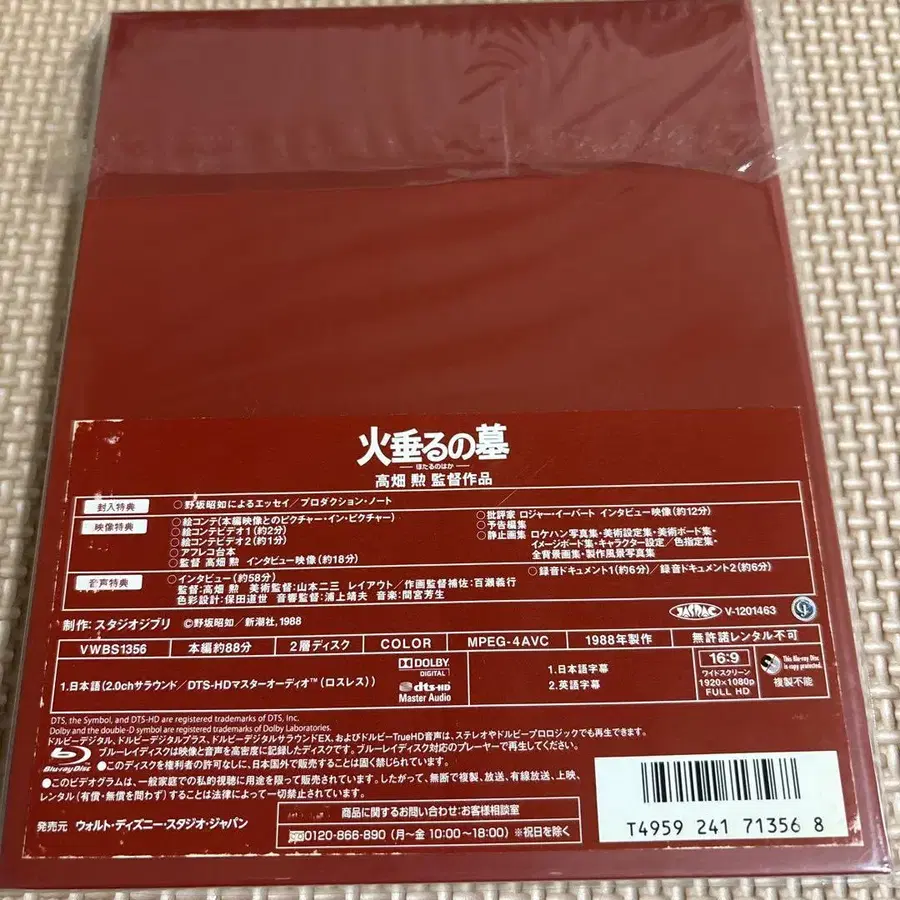 火垂るの墓
ほたるのはか
高畑 勲 監督作品
封入特典 ○野坂昭如によるエッセイ/プロダクション・ノート
映像特典 ○絵コンテ(本編映像とのピクチャー・イン・ピクチャー)
○絵コンテビデオ1(約2分)
○絵コンテビデオ2(約1分)
○アフレコ台本
○監督 高畑 勲 インタビュー映像(約18分)
○批評家 ロジャー・イーバート インタビュー映像(約12分)
○予告編集
○静止画集 ロケハン写真集・美術設定集・美術ボード集・
イメージボード集・キャラクター設定/色指定集・
全背景画集・製作風景写真集
音声特典 ○インタビュー(約58分)
監督:高畑 勲 美術監督:山本二三 レイアウト/作画監督補佐:百瀬義行
色彩設計:保田道世 音響監督:浦上靖夫 音楽:間宮芳生
○録音ドキュメント1(約6分)/録音ドキュメント2(約6分)
制作:スタジオジブリ ©野坂昭如/新潮社,1988
JASRAC V-1201463
VWBS1356 本編約88分 2層ディスク COLOR MPEG-4AVC 1988年製作 無許諾レンタル不可
1.日本語(2.0chサラウンド/DTS-HDマスターオーディオ™(ロスレス))
DOLBY
DIGITAL
dts-HD
Master Audio
1.日本語字幕
2.英語字幕
16:9
ワイドスクリーン
1920×1080p
FULL HD
This Blu-ray Disc
is copy protected.
複製不能
DTS, the Symbol, and DTS-HD are registered trademarks of DTS, Inc.
Dolby and the double-D symbol are registered trademarks of Dolby Laboratories.
ドルビーデジタル、ドルビーデジタルプラス、ドルビーデジタルサラウンドEX、およびドルビーTrueHD音声は、ステレオやドルビープロロジックでも再生できます。
Blu-ray Disc
ブルーレイディスクは映像と音声を高密度に記録したディスクです。ブルーレイディスク対応のプレーヤーで再生してください。
●このディスクを権利者の許可なしに、日本国外で販売することは固く禁じられています。
●このビデオグラムは、一般家庭での私的視聴に用途を限って販売されています。したがって、無断で複製、放送、有線放送、上映、
レンタル(有償・無償を問わず)することは法律によって一切禁止されています。
発売元 ウォルト・ディズニー・スタジオ・ジャパン
商品に関するお問い合わせ:お客様相談室
0120-866-890(月〜金 10:00〜18:00)※祝日を除く
T4959 241 71356 8